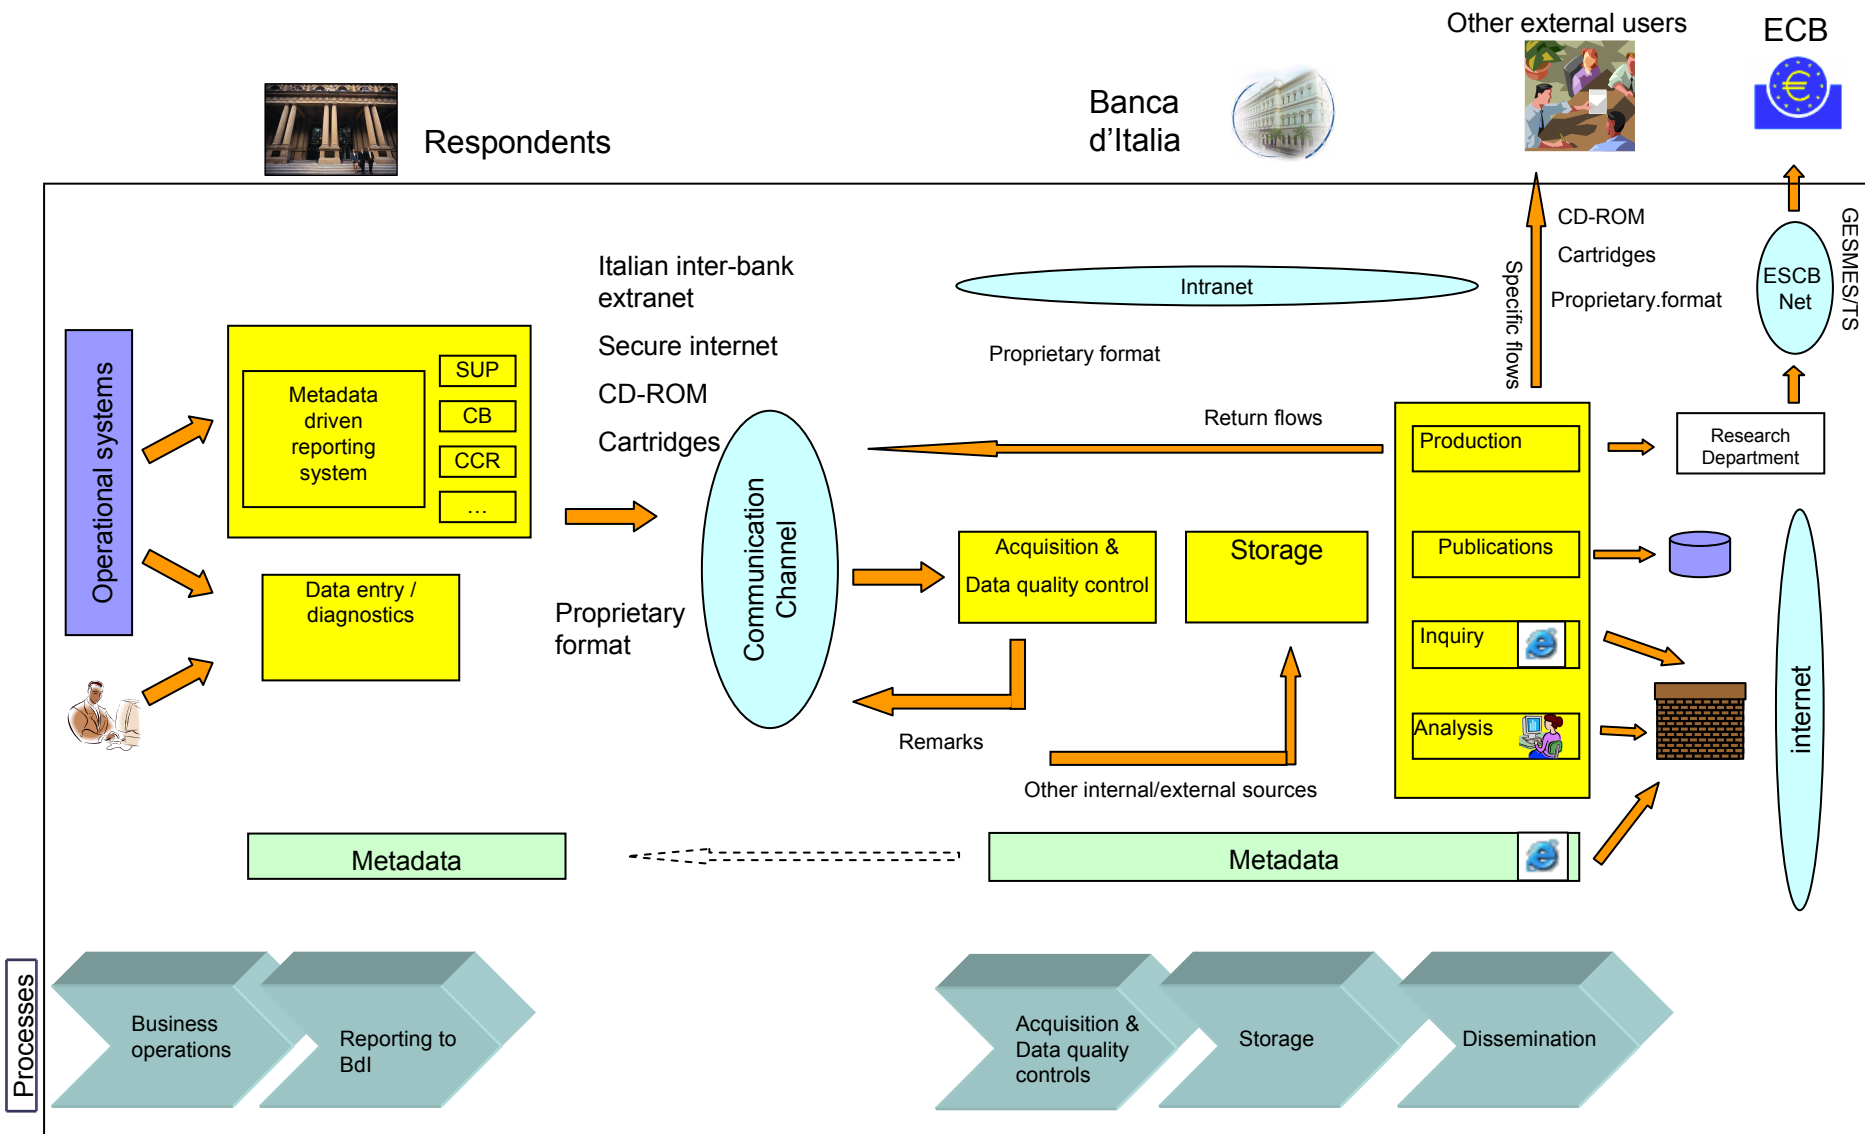 Other external users
ECB
Respondents
Banca
d'Italia
CD-ROM
Cartridges
Proprietary.format
Specific flows
GESMES/TS
ESCB
Net
Italian inter-bank
extranet
Secure internet
CD-ROM
Cartridges
Intranet
Proprietary format
Operational systems
Metadata
driven
reporting
system
SUP
CB
CCR
...
Return flows
Production
Research
Department
Communication
Channel
Acquisition &
Data quality control
Storage
Publications
Data entry /
diagnostics
Proprietary
format
Inquiry
Remarks
Analysis
internet
Other internal/external sources
Metadata
Metadata
Processes
Business
operations
Reporting to
BdI
Acquisition &
Data quality
controls
Storage
Dissemination